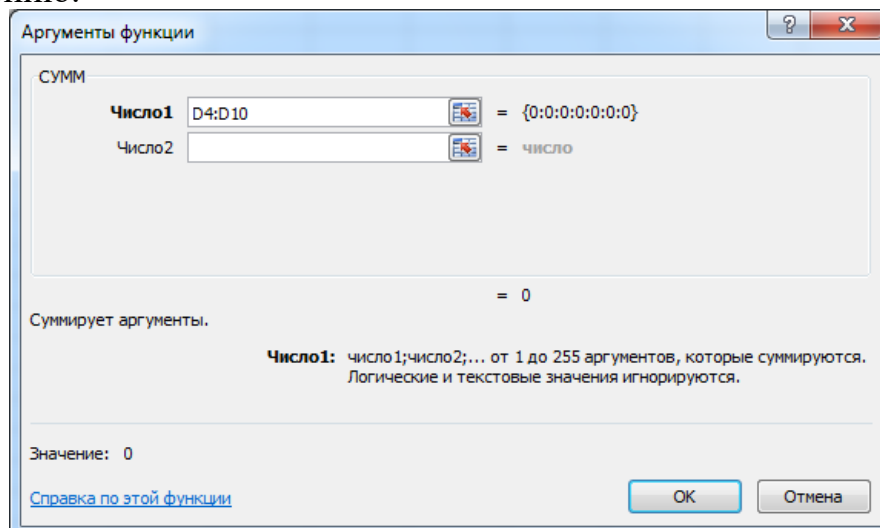 Аргументы функции
СУММ
Число1 D4:D10 = {0:0:0:0:0:0:0}
Число2 = число
= 0
Суммирует аргументы.
Число1: число1;число2;... от 1 до 255 аргументов, которые суммируются.
Логические и текстовые значения игнорируются.
Значение: 0
Справка по этой функции
ОК Отмена